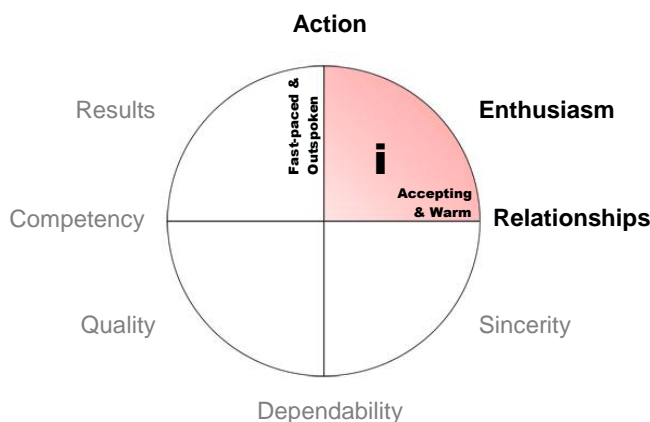 Action
Results
Fast-paced &
Outspoken
Enthusiasm
i
Accepting
& Warm
Competency
Relationships
Quality
Sincerity
Dependability